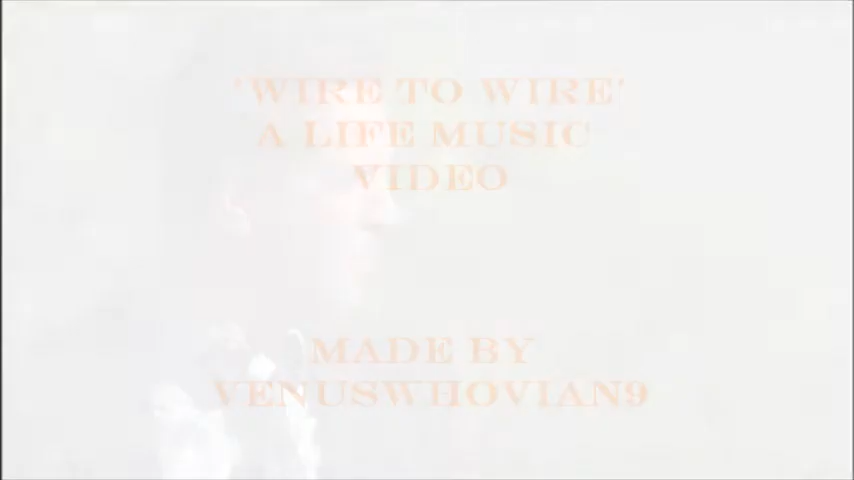 'WIRE TO WIRE'
A LIFE MUSIC
VIDEO
MADE BY
VENUSWHOVIAN9